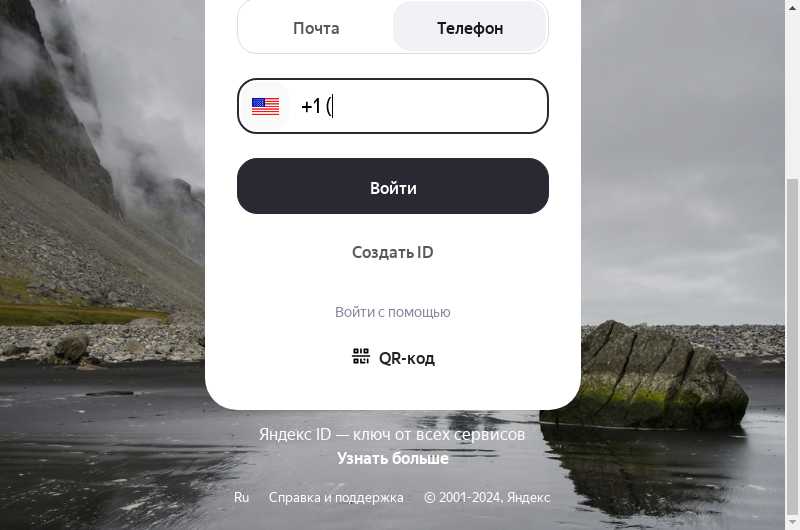 Почта Телефон
+1 (
Войти
Создать ID
Войти с помощью
QR-код
Яндекс ID — ключ от всех сервисов
Узнать больше
Ru Справка и поддержка © 2001-2024, Яндекс